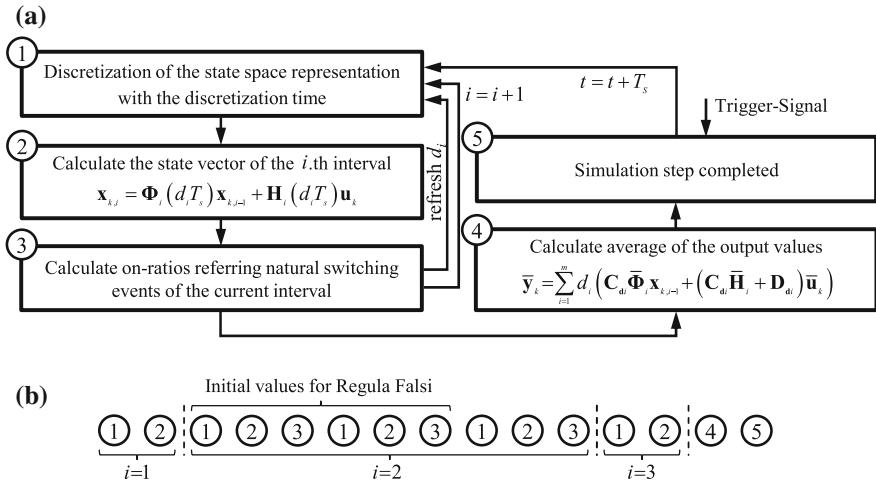 (a)
1
Discretization of the state space representation
with the discretization time
2
Calculate the state vector of the i.th interval
x_{k,i} = Φ_i (d_i T_s) x_{k,i-1} + H_i (d_i T_s) u_k
3
Calculate on-ratios referring natural switching
events of the current interval
refresh d_i
i = i+1
t = t + T_s
Trigger-Signal
5
Simulation step completed
4
Calculate average of the output values
ȳ_k = ∑_{i=1}^{m} d_i (C_{di} Φ̄_i x_{k,i-1} + (C_{di} H̄_i + D_{di}) ū_k)
(b)
Initial values for Regula Falsi
1 2 1 2 3 1 2 3 1 2 3 1 2 4 5
i=1 i=2 i=3